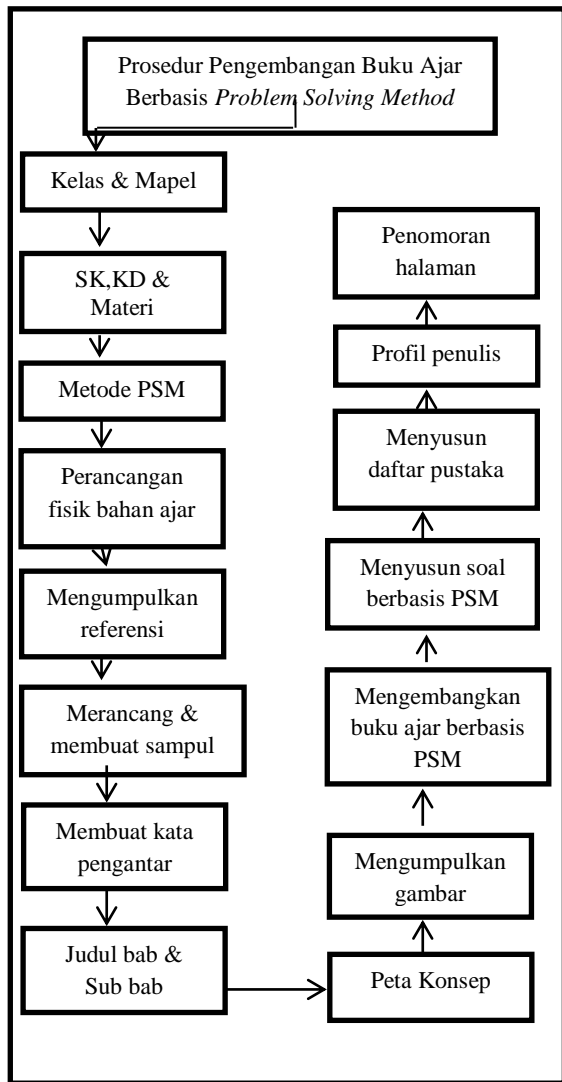 Prosedur Pengembangan Buku Ajar
Berbasis Problem Solving Method
Kelas & Mapel
SK,KD &
Materi
Metode PSM
Perancangan
fisik bahan ajar
Mengumpulkan
referensi
Merancang &
membuat sampul
Membuat kata
pengantar
Judul bab &
Sub bab
Peta Konsep
Mengumpulkan
gambar
Mengembangkan
buku ajar berbasis
PSM
Menyusun soal
berbasis PSM
Menyusun
daftar pustaka
Profil penulis
Penomoran
halaman